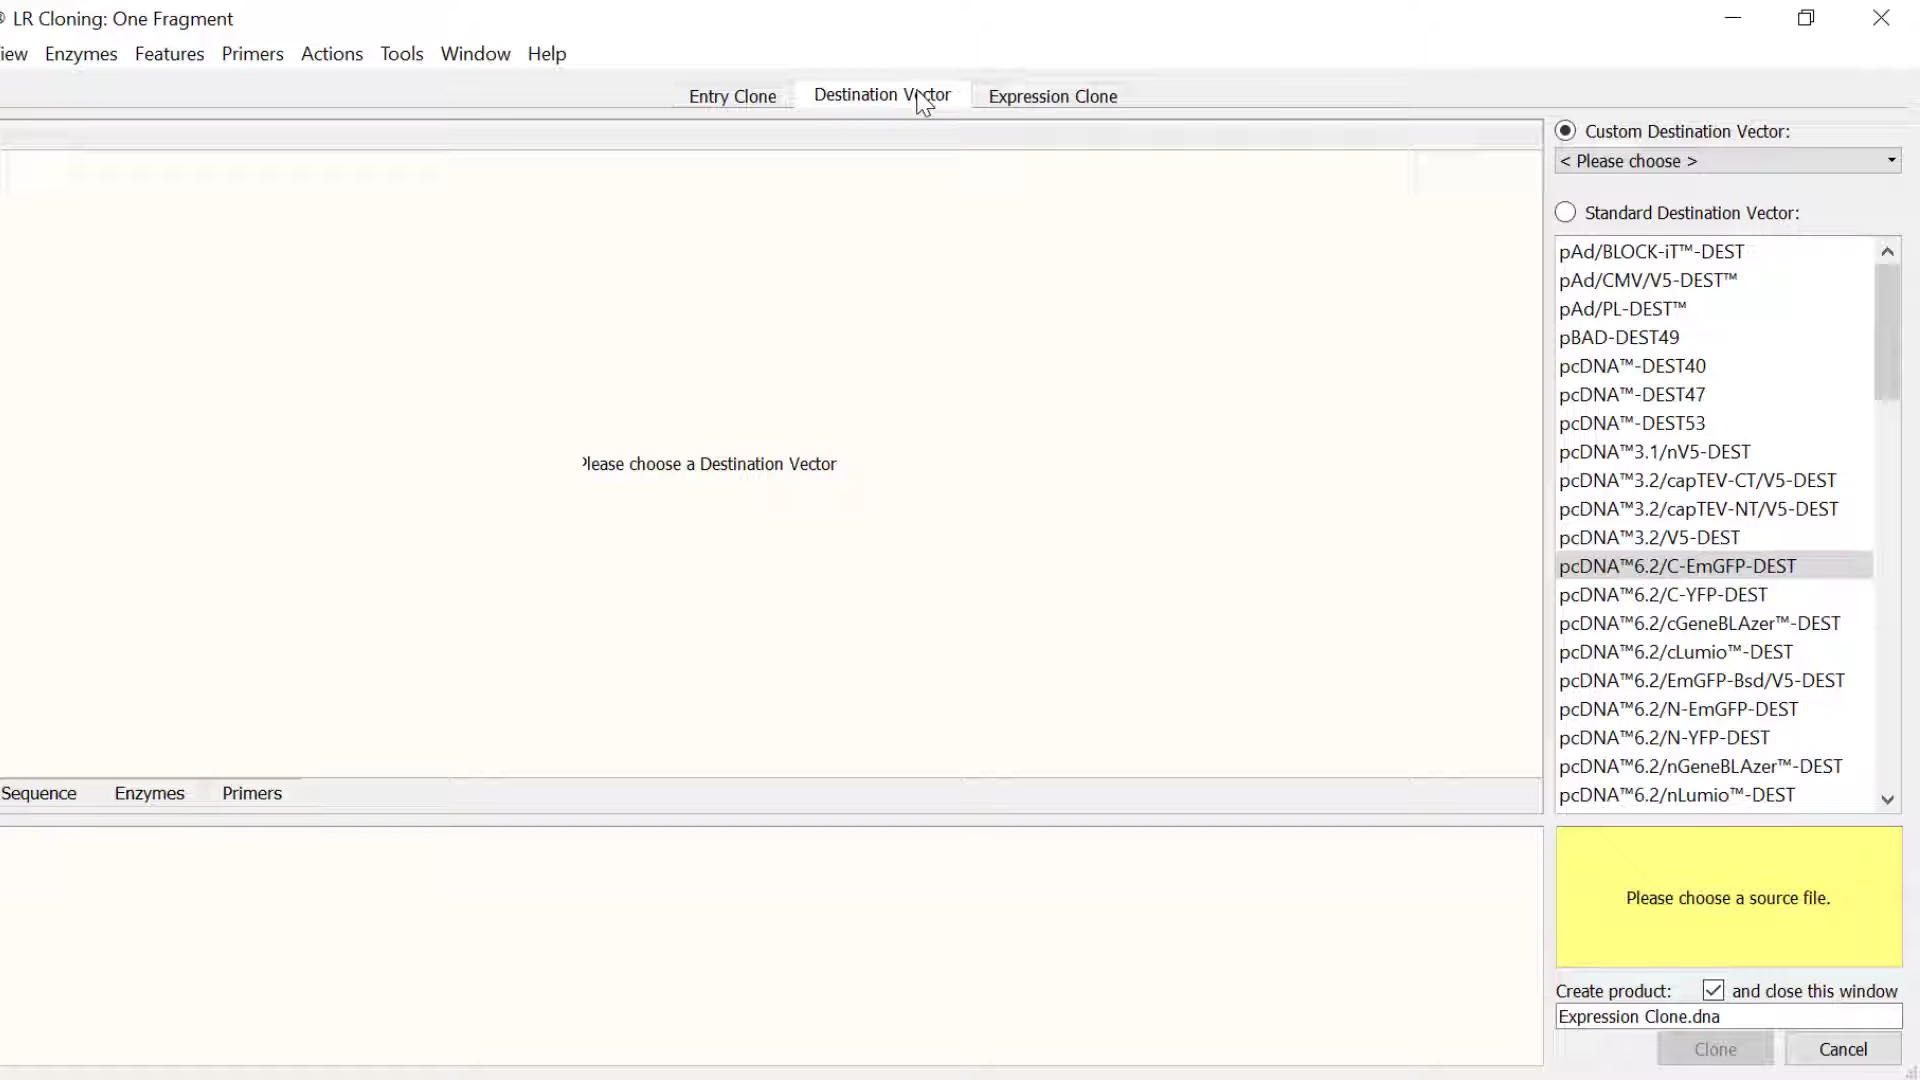 ® LR Cloning: One Fragment
iew Enzymes Features Primers Actions Tools Window Help
Entry Clone Destination Vector Expression Clone
Custom Destination Vector:
< Please choose >
Standard Destination Vector:
pAd/BLOCK-iT™-DEST
pAd/CMV/V5-DEST™
pAd/PL-DEST™
pBAD-DEST49
pcDNA™-DEST40
pcDNA™-DEST47
pcDNA™-DEST53
pcDNA™3.1/nV5-DEST
pcDNA™3.2/capTEV-CT/V5-DEST
pcDNA™3.2/capTEV-NT/V5-DEST
pcDNA™3.2/V5-DEST
pcDNA™6.2/C-EmGFP-DEST
pcDNA™6.2/C-YFP-DEST
pcDNA™6.2/cGeneBLAzer™-DEST
pcDNA™6.2/cLumio™-DEST
pcDNA™6.2/EmGFP-Bsd/V5-DEST
pcDNA™6.2/N-EmGFP-DEST
pcDNA™6.2/N-YFP-DEST
pcDNA™6.2/nGeneBLAzer™-DEST
pcDNA™6.2/nLumio™-DEST
Please choose a Destination Vector
Sequence Enzymes Primers
Please choose a source file.
Create product: and close this window
Expression Clone.dna
Clone Cancel